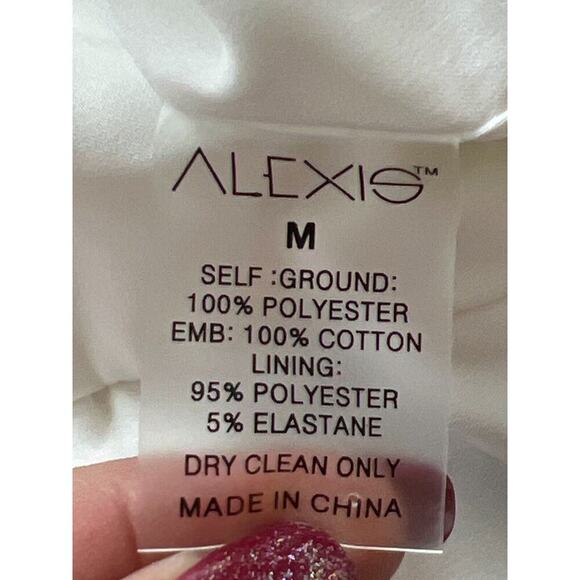 ALEXIS™
M
SELF :GROUND:
100% POLYESTER
EMB: 100% COTTON
LINING:
95% POLYESTER
5% ELASTANE
DRY CLEAN ONLY
MADE IN CHINA